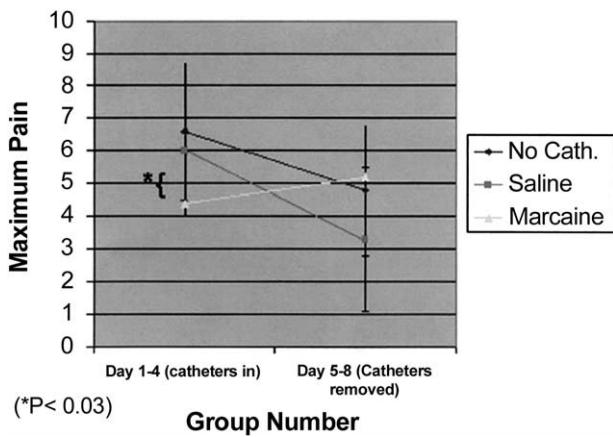 10
9
8
7
6
5
4
3
2
1
0
Maximum Pain
*{
Day 1-4 (catheters in)
Day 5-8 (Catheters
removed)
(*P< 0.03)
Group Number
No Cath.
Saline
Marcaine